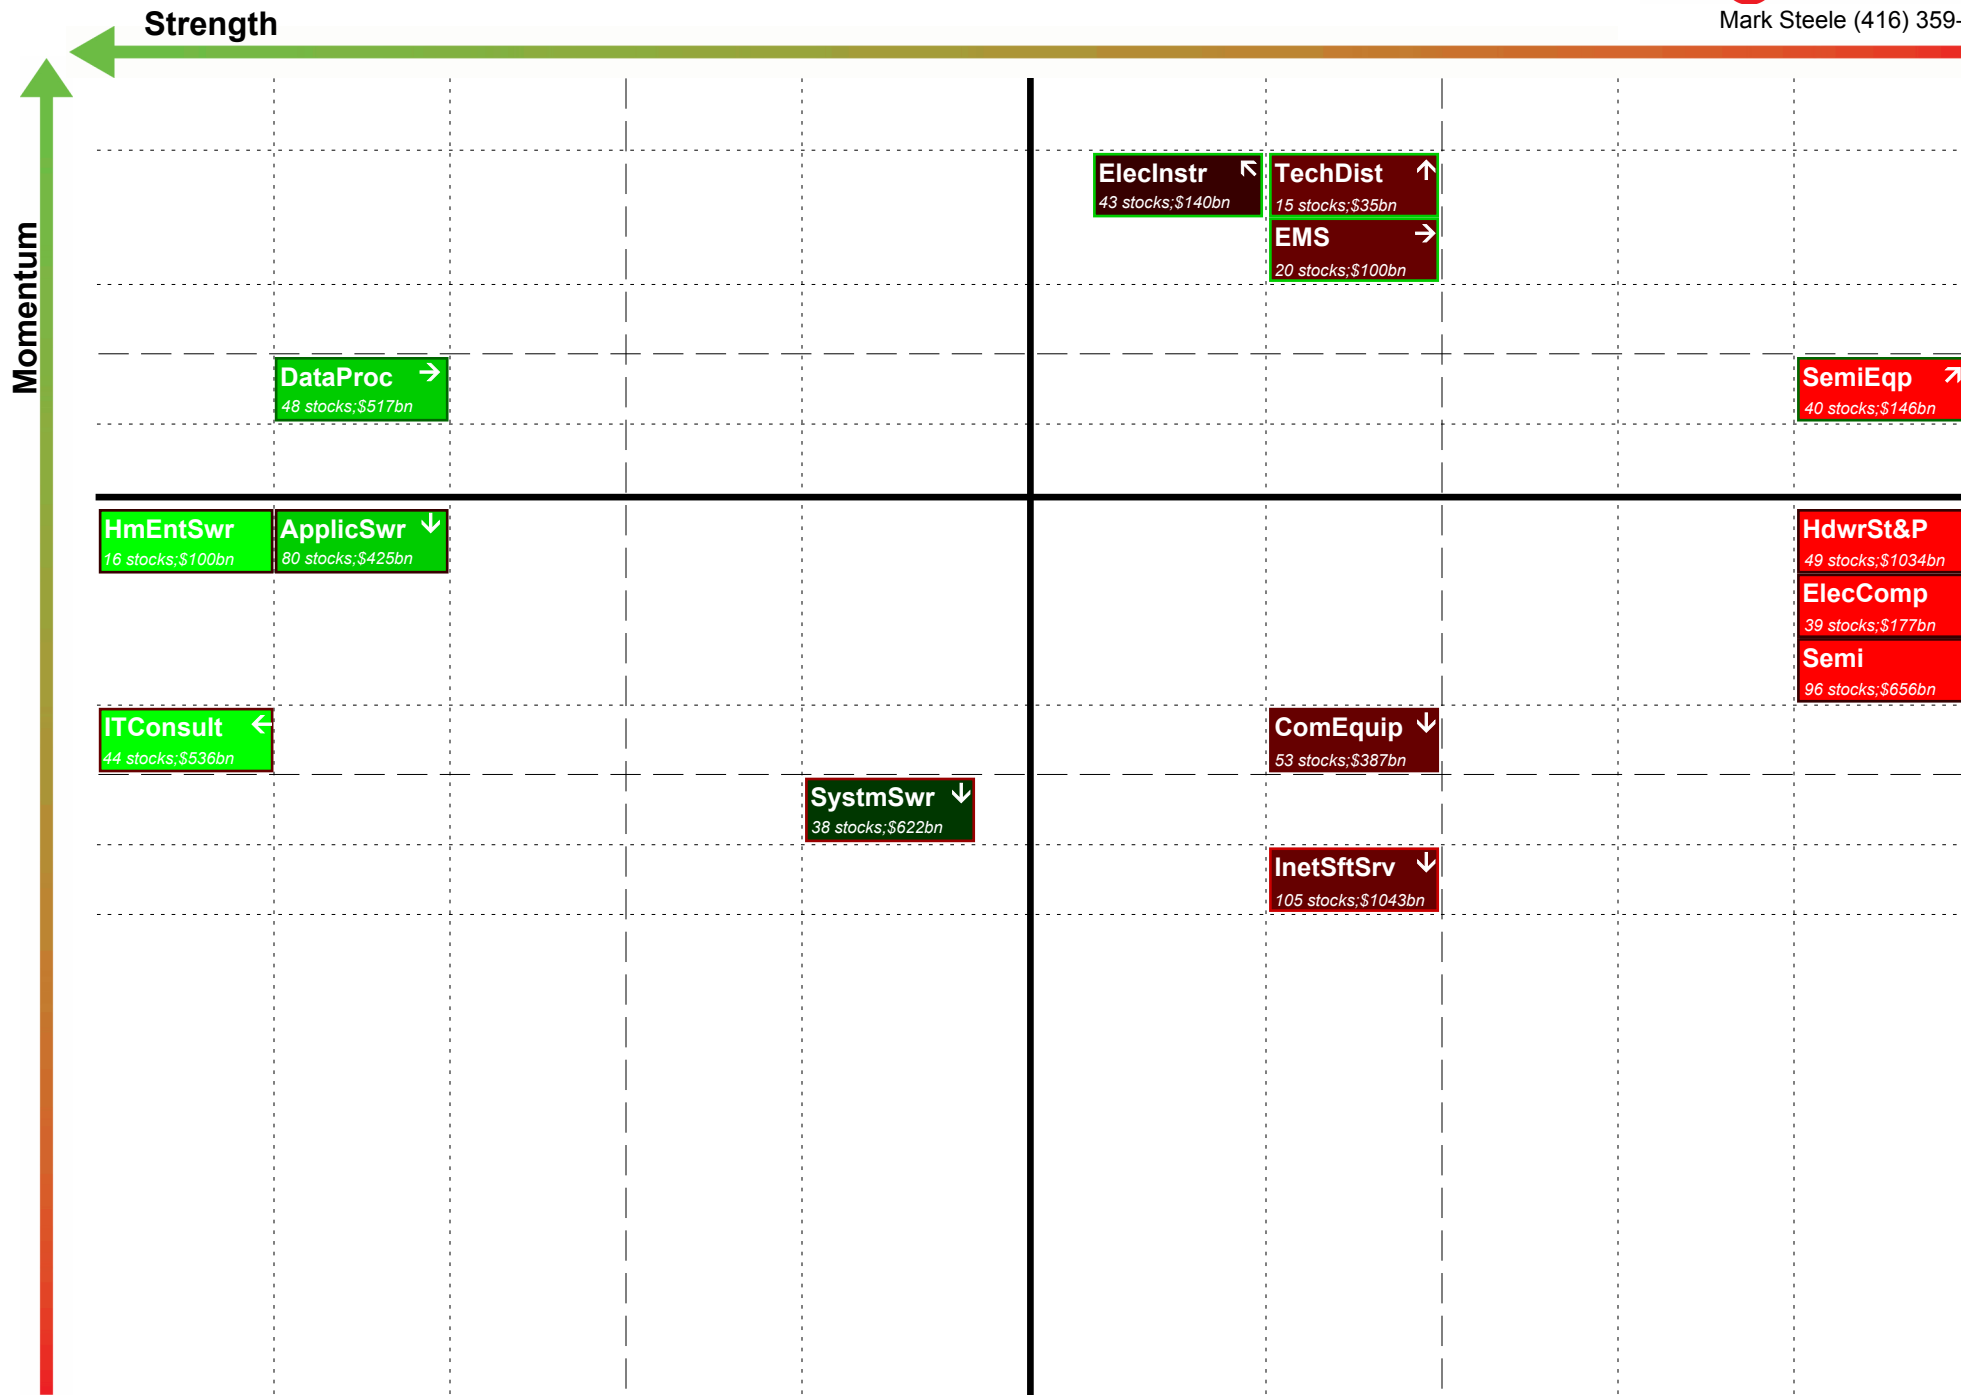 Strength
Mark Steele (416) 359-
Momentum
ElecInstr
43 stocks;$140bn
TechDist
15 stocks;$35bn
EMS
20 stocks;$100bn
DataProc
48 stocks;$517bn
SemiEqp
40 stocks;$146bn
HmEntSwr
16 stocks;$100bn
ApplicSwr
80 stocks;$425bn
HdwrSt&P
49 stocks;$1034bn
ElecComp
39 stocks;$177bn
Semi
96 stocks;$656bn
ITConsult
44 stocks;$536bn
ComEquip
53 stocks;$387bn
SystmSwr
38 stocks;$622bn
InetSftSrv
105 stocks;$1043bn